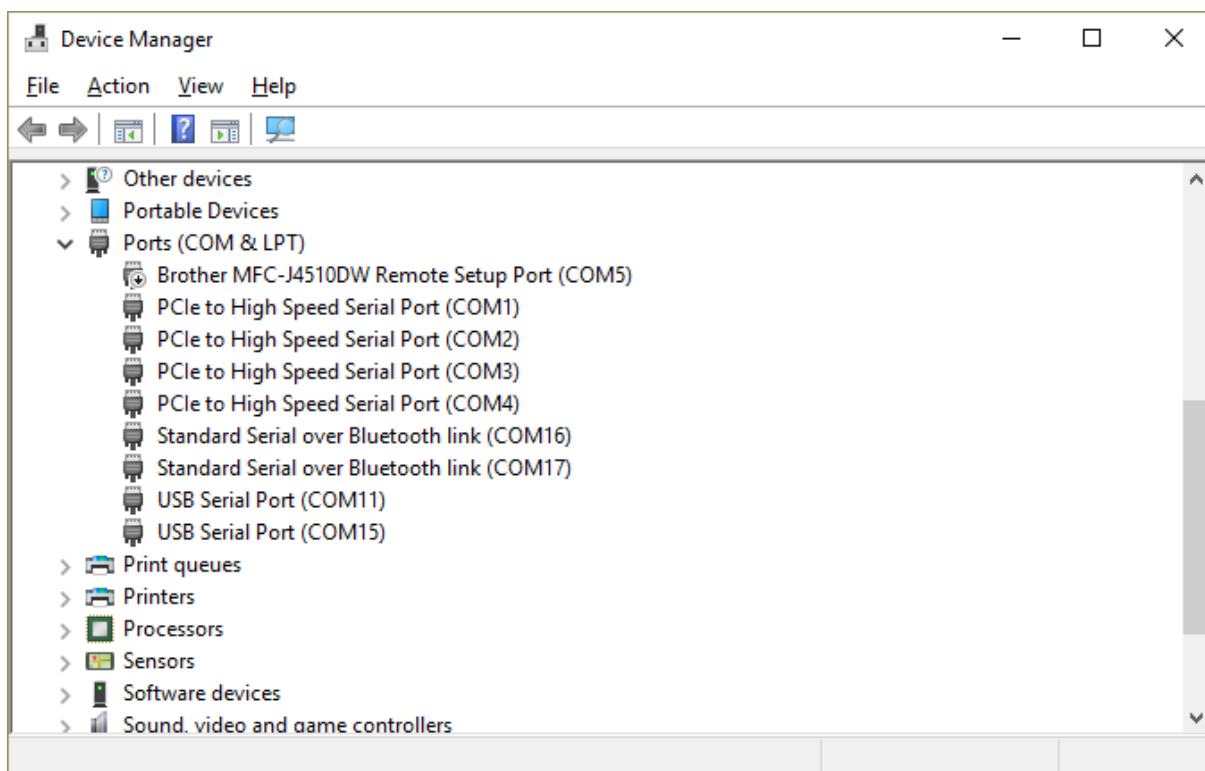 Device Manager
File Action View Help
Other devices
Portable Devices
Ports (COM & LPT)
Brother MFC-J4510DW Remote Setup Port (COM5)
PCIe to High Speed Serial Port (COM1)
PCIe to High Speed Serial Port (COM2)
PCIe to High Speed Serial Port (COM3)
PCIe to High Speed Serial Port (COM4)
Standard Serial over Bluetooth link (COM16)
Standard Serial over Bluetooth link (COM17)
USB Serial Port (COM11)
USB Serial Port (COM15)
Print queues
Printers
Processors
Sensors
Software devices
Sound, video and game controllers